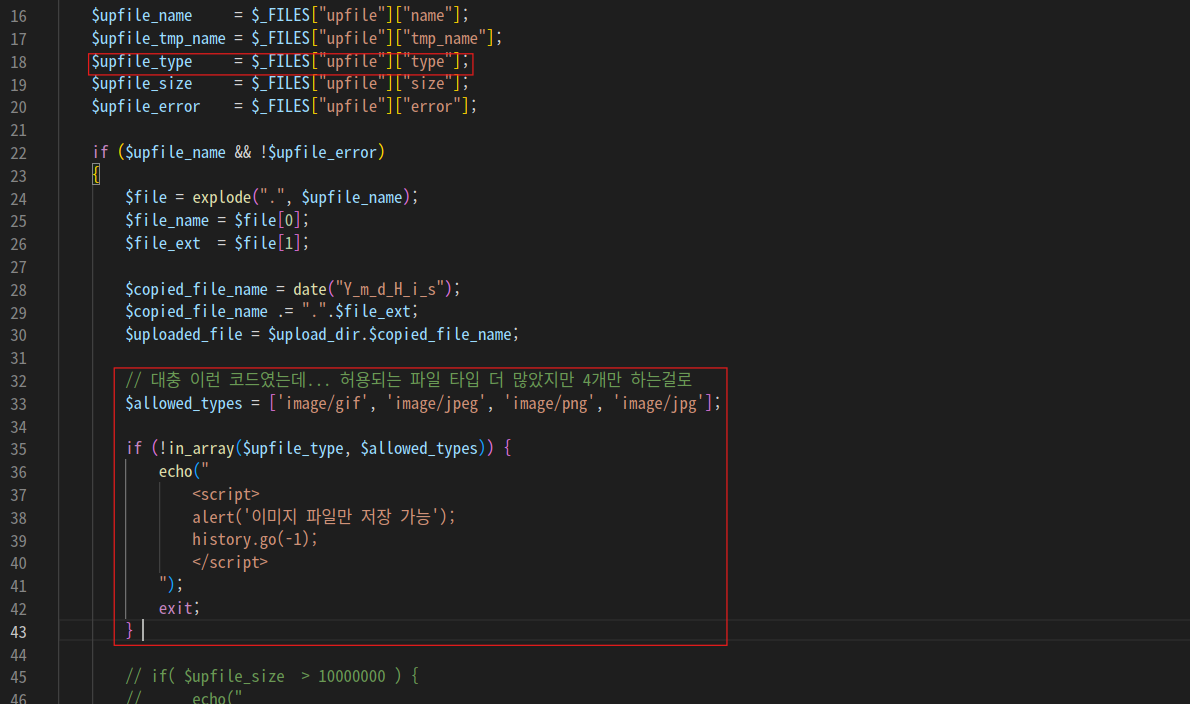 16 $upfile_name     = $_FILES["upfile"]["name"];
17 $upfile_tmp_name = $_FILES["upfile"]["tmp_name"];
18 $upfile_type     = $_FILES["upfile"]["type"];
19 $upfile_size     = $_FILES["upfile"]["size"];
20 $upfile_error    = $_FILES["upfile"]["error"];
21
22 if ($upfile_name && !$upfile_error)
23 {
24     $file = explode(".", $upfile_name);
25     $file_name = $file[0];
26     $file_ext  = $file[1];
27
28     $copied_file_name = date("Y_m_d_H_i_s");
29     $copied_file_name .= ".".$file_ext;
30     $uploaded_file = $upload_dir.$copied_file_name;
31
32     // 대충 이런 코드였는데... 허용되는 파일 타입 더 많았지만 4개만 하는걸로
33     $allowed_types = ['image/gif', 'image/jpeg', 'image/png', 'image/jpg'];
34
35     if (!in_array($upfile_type, $allowed_types)) {
36         echo("
37             <script>
38             alert('이미지 파일만 저장 가능');
39             history.go(-1);
40             </script>
41         ");
42         exit;
43     }
44
45     // if( $upfile_size  > 10000000 ) {
46     //      echo("